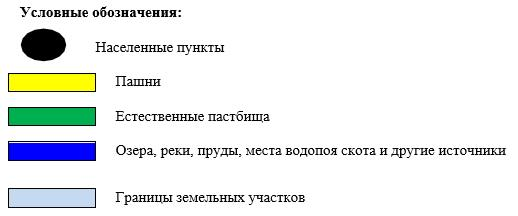 Условные обозначения:
Населенные пункты
Пашни
Естественные пастбища
Озера, реки, пруды, места водопоя скота и другие источники
Границы земельных участков